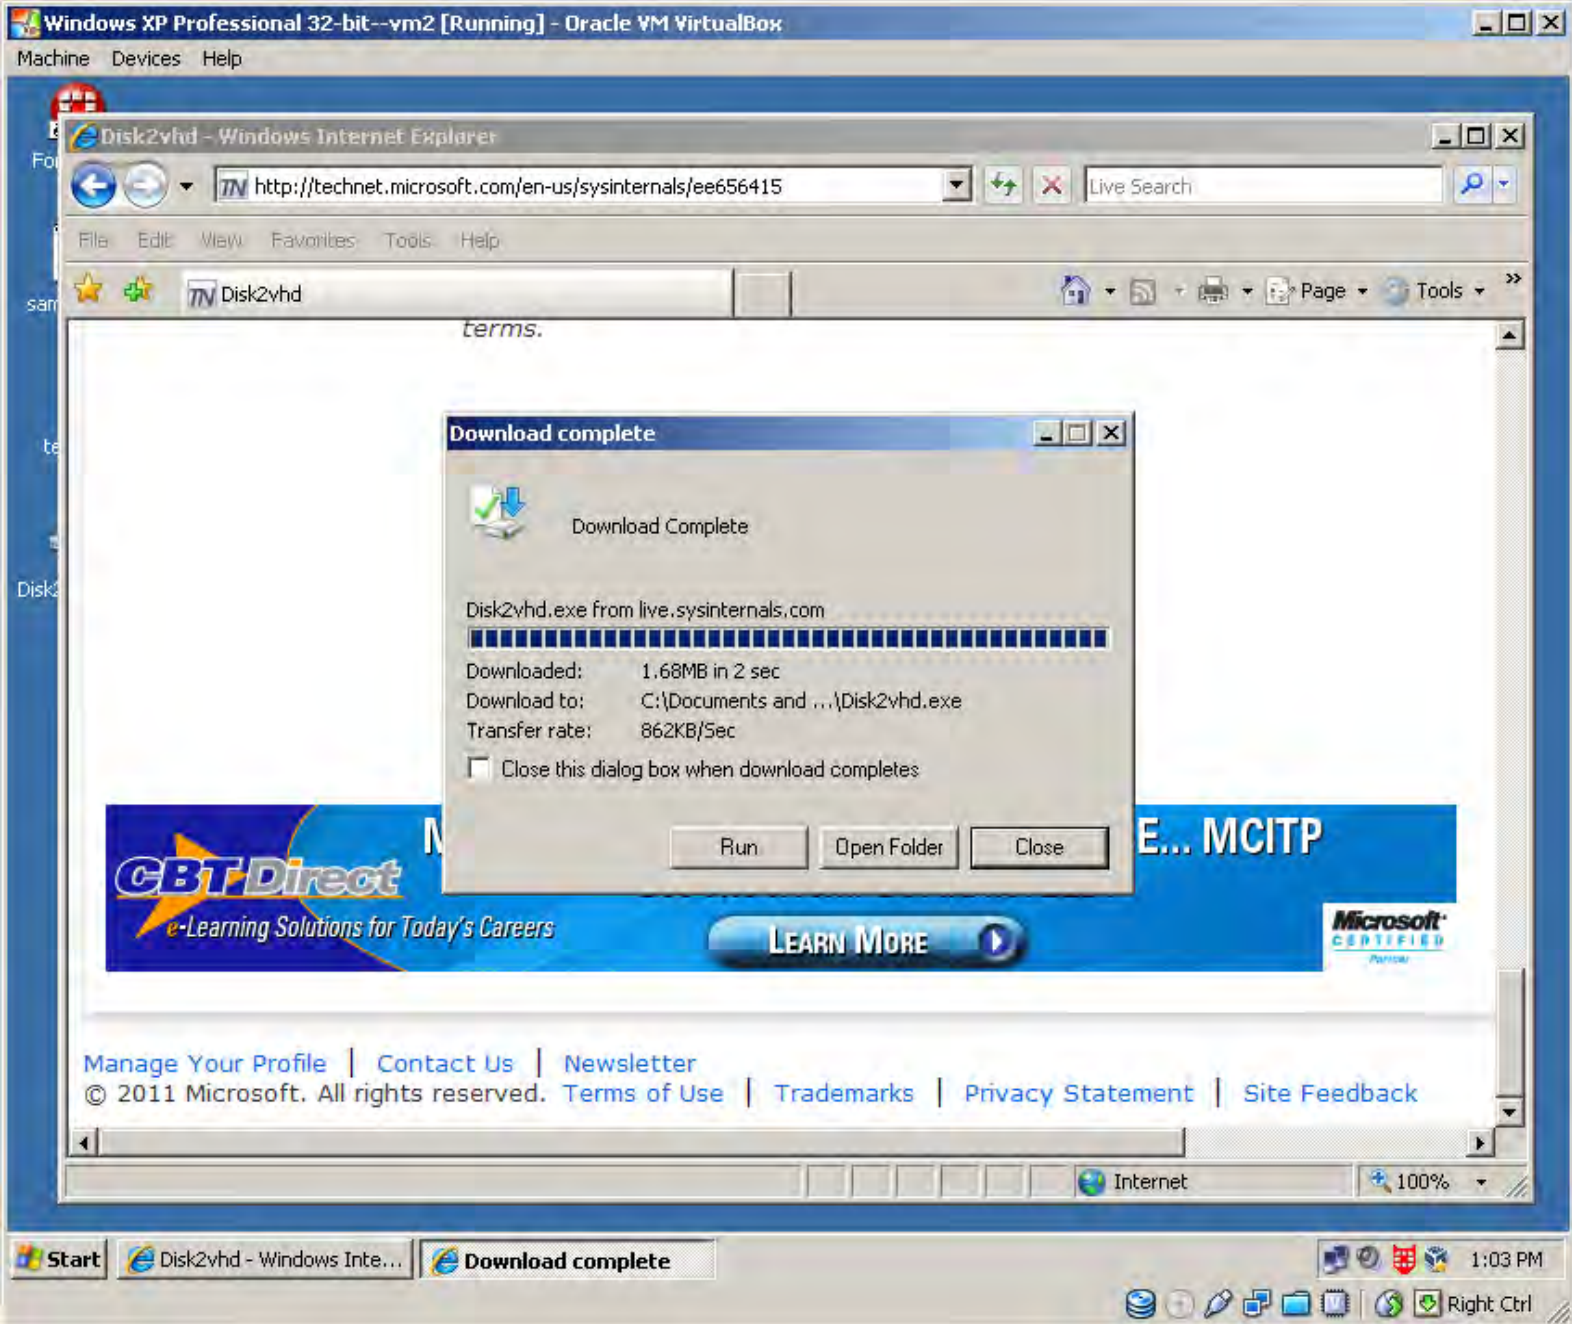 Windows XP Professional 32-bit--vm2 [Running] - Oracle VM VirtualBox
Machine Devices Help
Disk2vhd - Windows Internet Explorer
http://technet.microsoft.com/en-us/sysinternals/ee656415
Live Search
File Edit View Favorites Tools Help
TN Disk2vhd
Page Tools
terms.
Download complete
Download Complete
Disk2vhd.exe from live.sysinternals.com
Downloaded: 1.68MB in 2 sec
Download to: C:\Documents and ...\Disk2vhd.exe
Transfer rate: 862KB/Sec
Close this dialog box when download completes
Run Open Folder Close
E... MCITP
CBT Direct
e-Learning Solutions for Today's Careers
LEARN MORE
Microsoft
CERTIFIED
Partner
Manage Your Profile | Contact Us | Newsletter
© 2011 Microsoft. All rights reserved. Terms of Use | Trademarks | Privacy Statement | Site Feedback
Internet
100%
Start Disk2vhd - Windows Inte... Download complete
1:03 PM
Right Ctrl